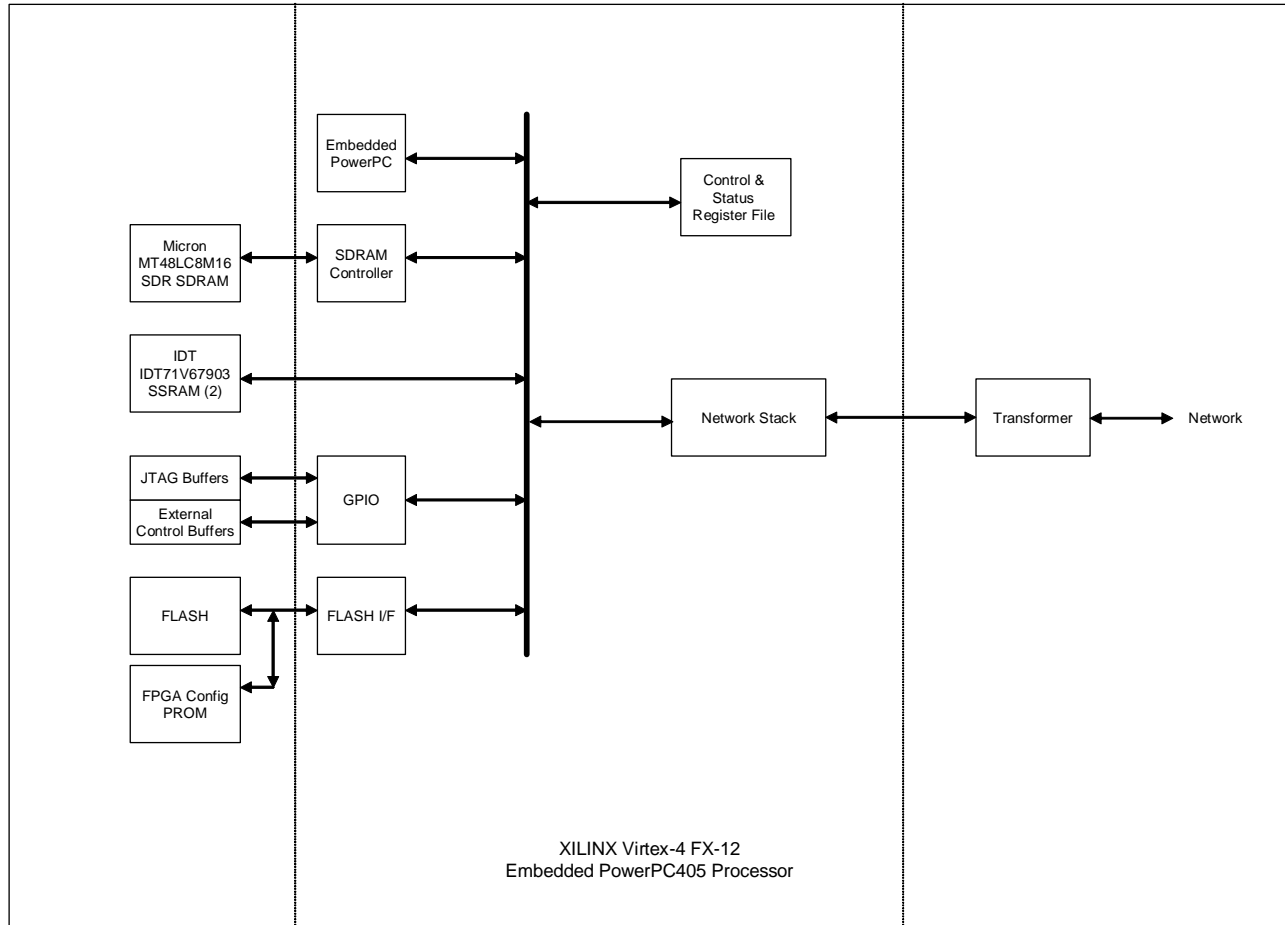 Embedded
PowerPC
Control &
Status
Register File
Micron
MT48LC8M16
SDR SDRAM
SDRAM
Controller
IDT
IDT71V67903
SSRAM (2)
Network Stack
Transformer
Network
JTAG Buffers
External
Control Buffers
GPIO
FLASH
FLASH I/F
FPGA Config
PROM
XILINX Virtex-4 FX-12
Embedded PowerPC405 Processor